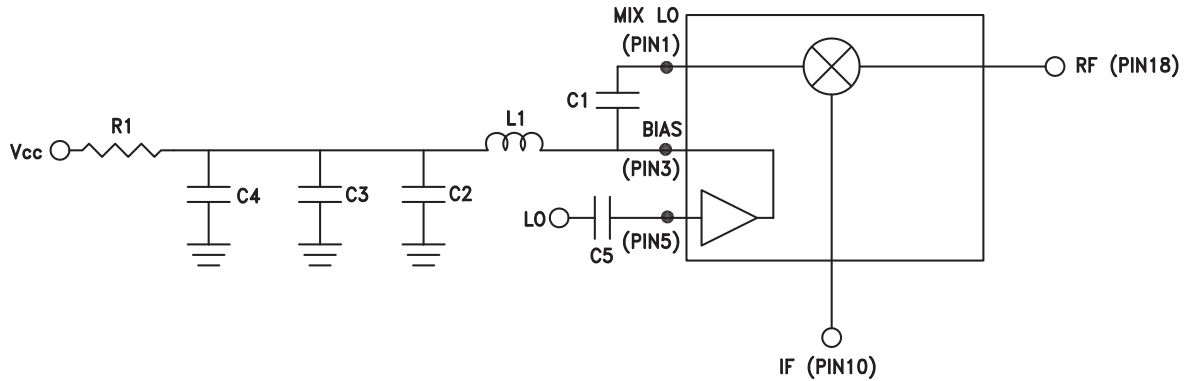 MIX LO
(PIN1)
RF (PIN18)
C1
R1
L1
BIAS
Vcc
(PIN3)
C4
C3
C2
LO
(PIN5)
C5
IF (PIN10)